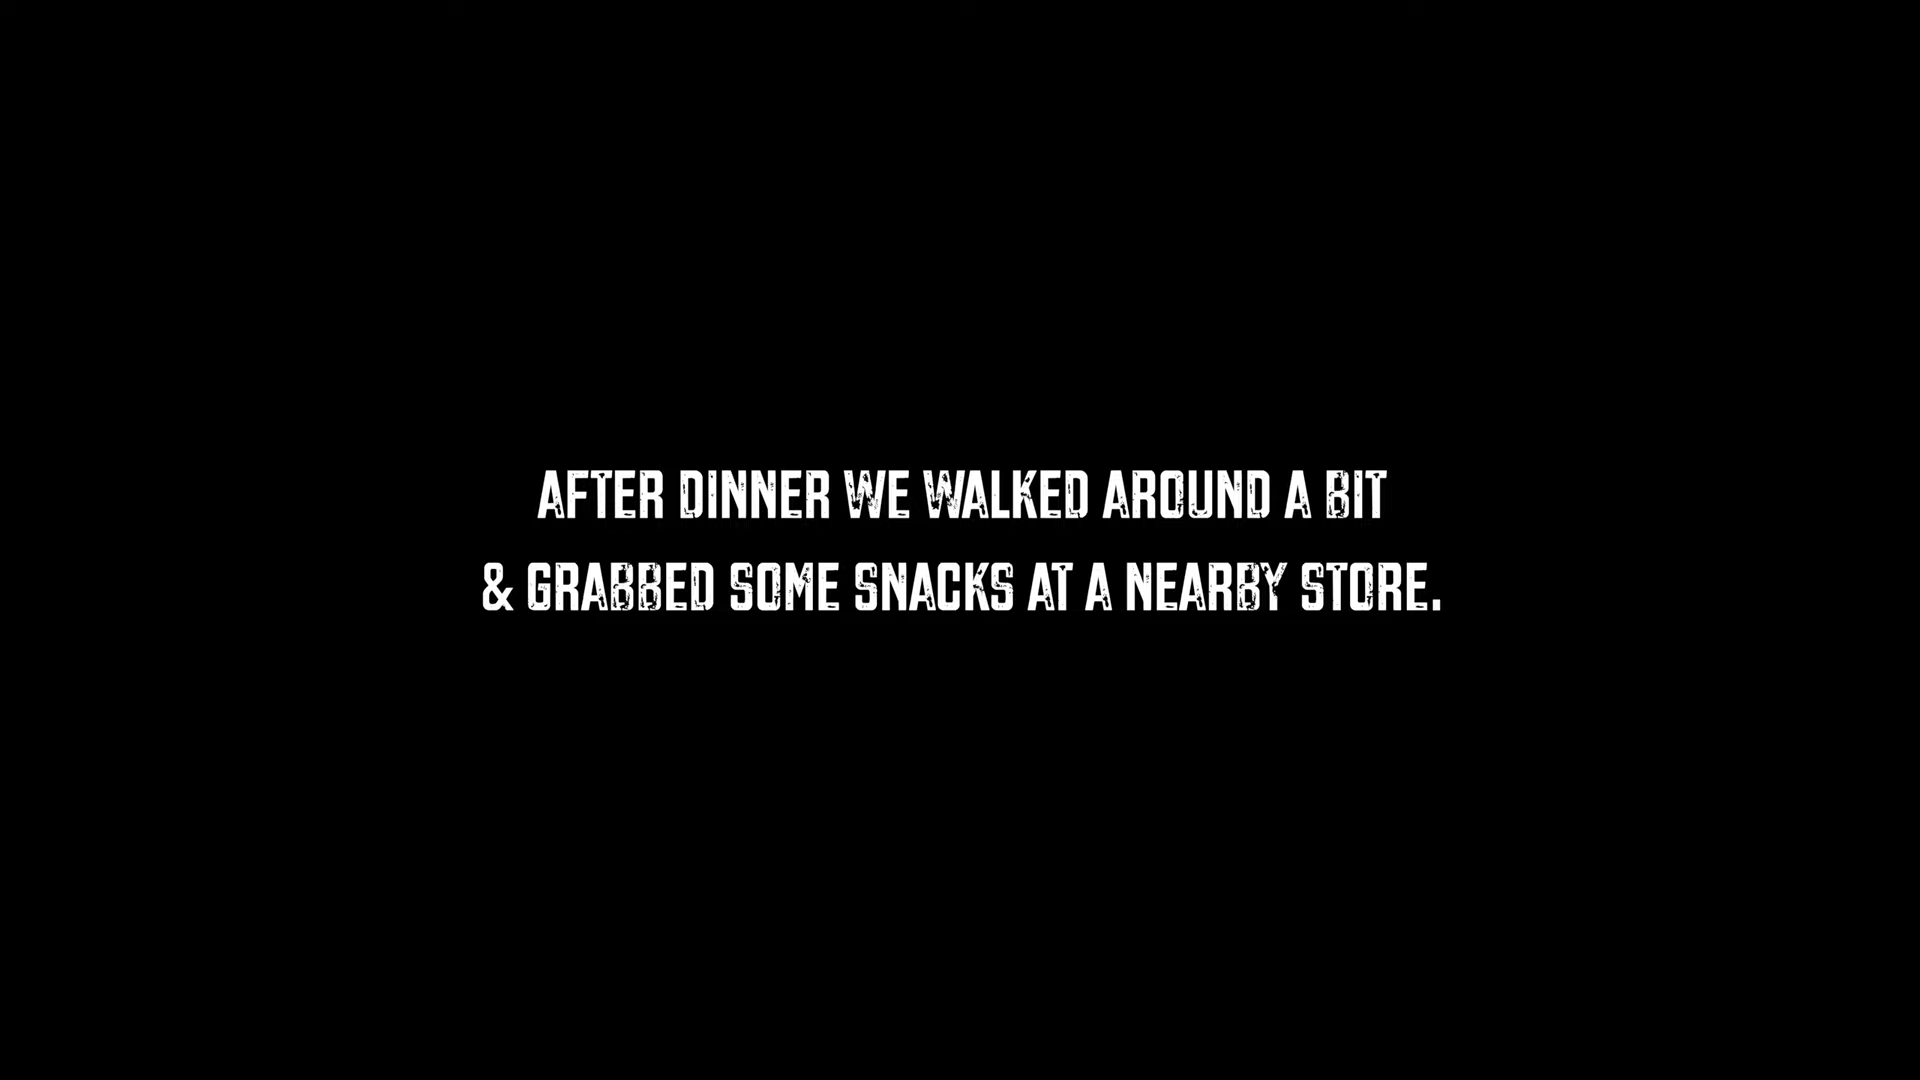 AFTER DINNER WE WALKED AROUND A BIT
& GRABBED SOME SNACKS AT A NEARBY STORE.